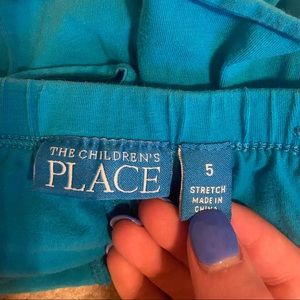 THE CHILDREN'S
PLACE
5
STRETCH
MADE IN
CHINA